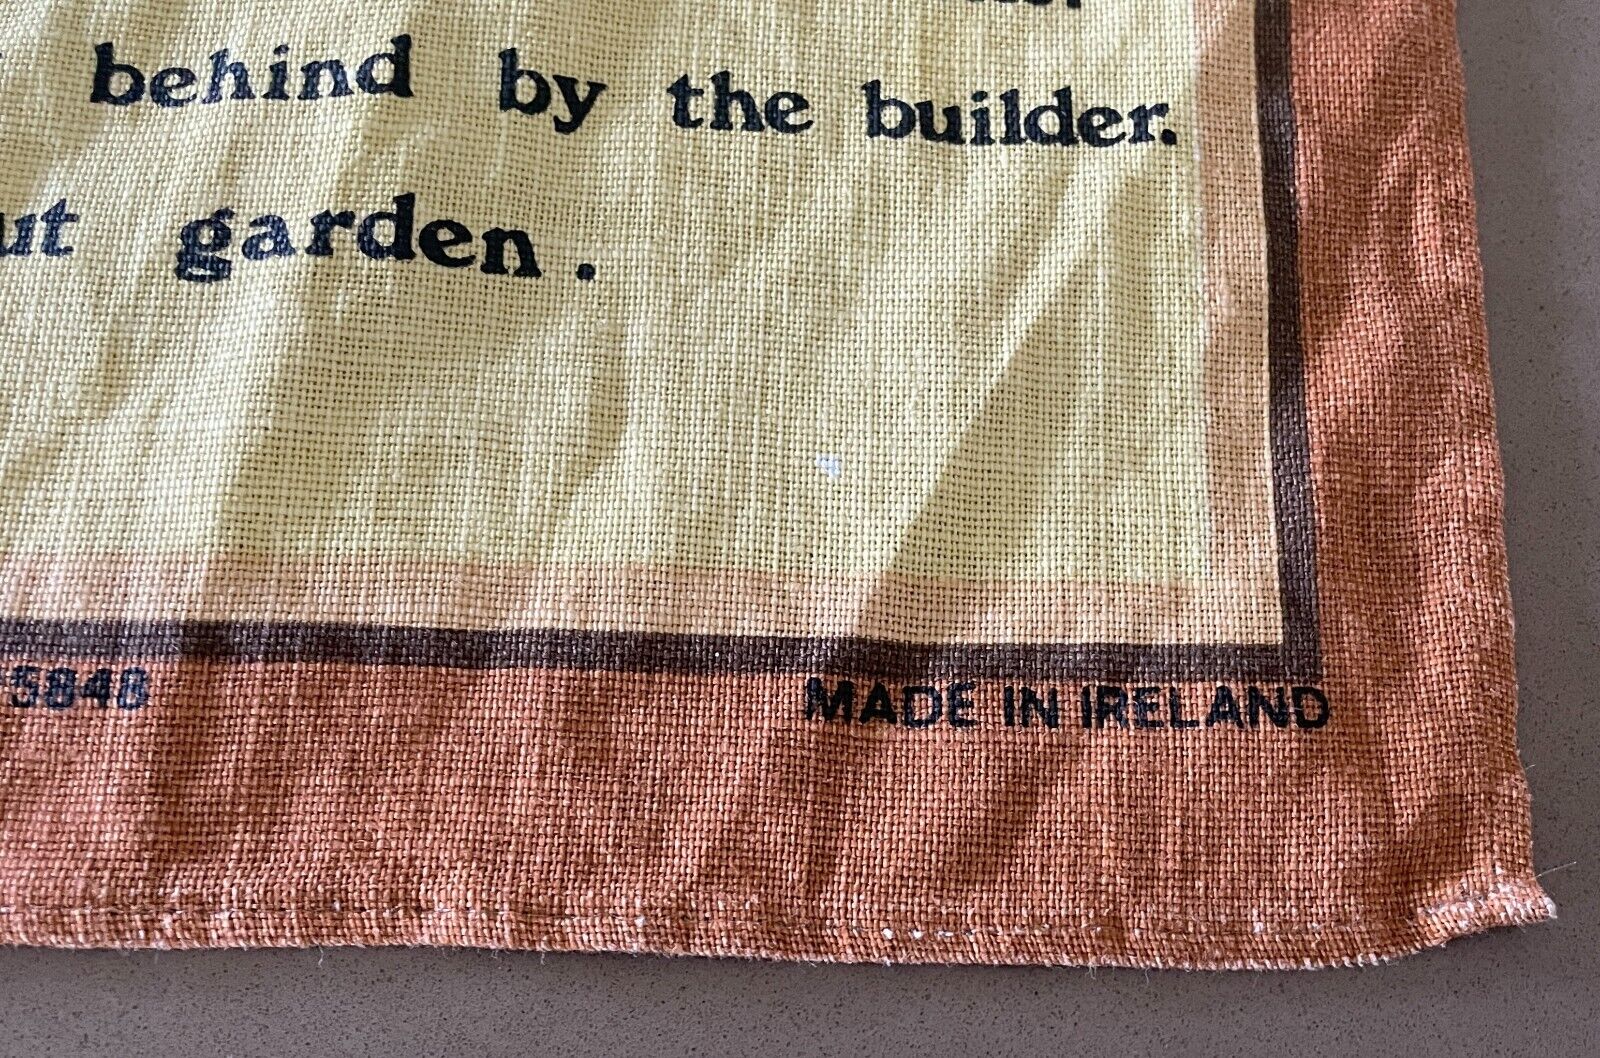 behind by the builder.
garden.
5848
MADE IN IRELAND